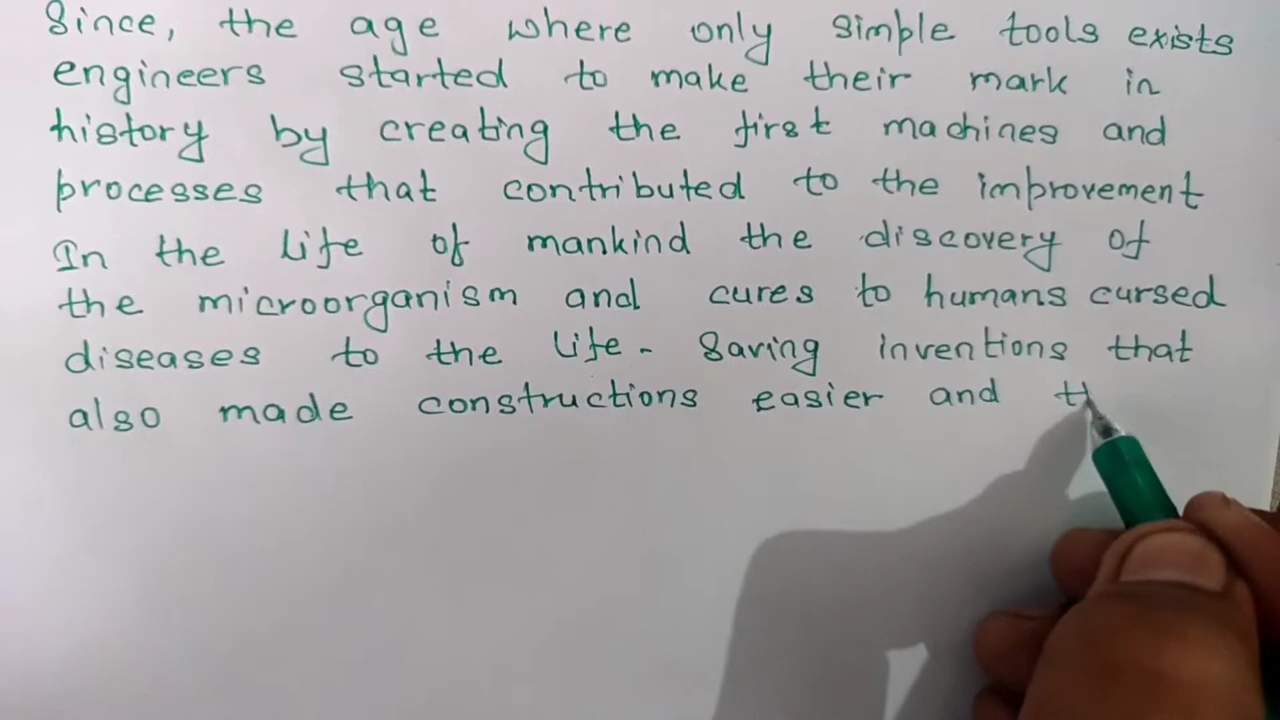 Since, the age where only simple tools exists
engineers started to make their mark in
history by creating the first machines and
processes that contributed to the improvement
In the life of mankind the discovery of
the microorganism and cures to humans cursed
diseases to the life - Saving inventions that
also made constructions easier and th